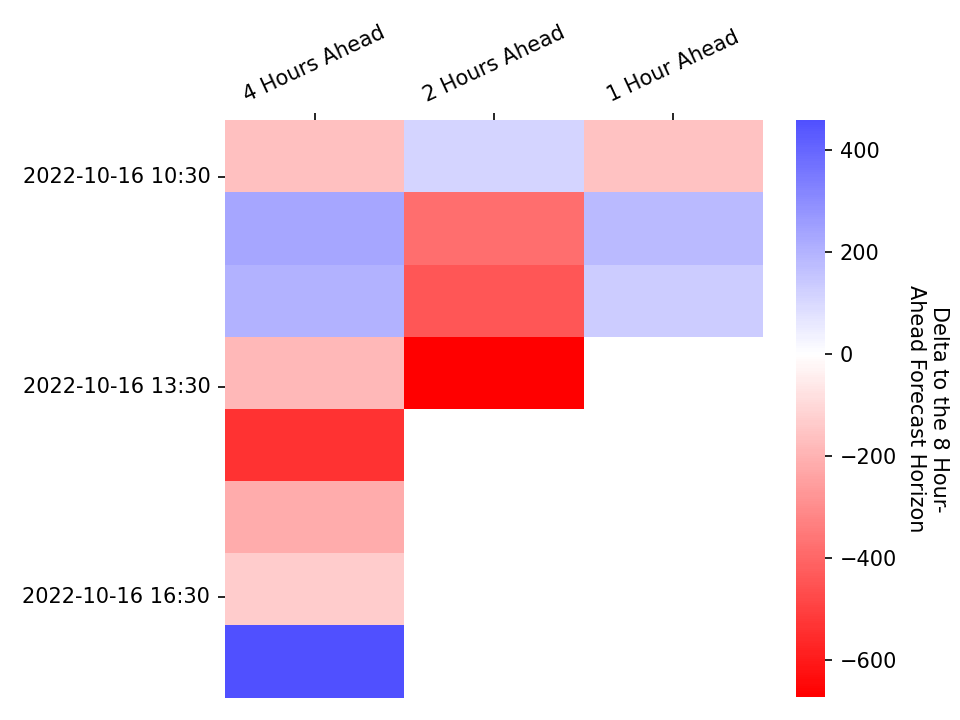 4 Hours Ahead
2 Hours Ahead
1 Hour Ahead
2022-10-16 10:30
2022-10-16 13:30
2022-10-16 16:30
400
200
0
−200
−400
−600
Delta to the 8 Hour-
Ahead Forecast Horizon